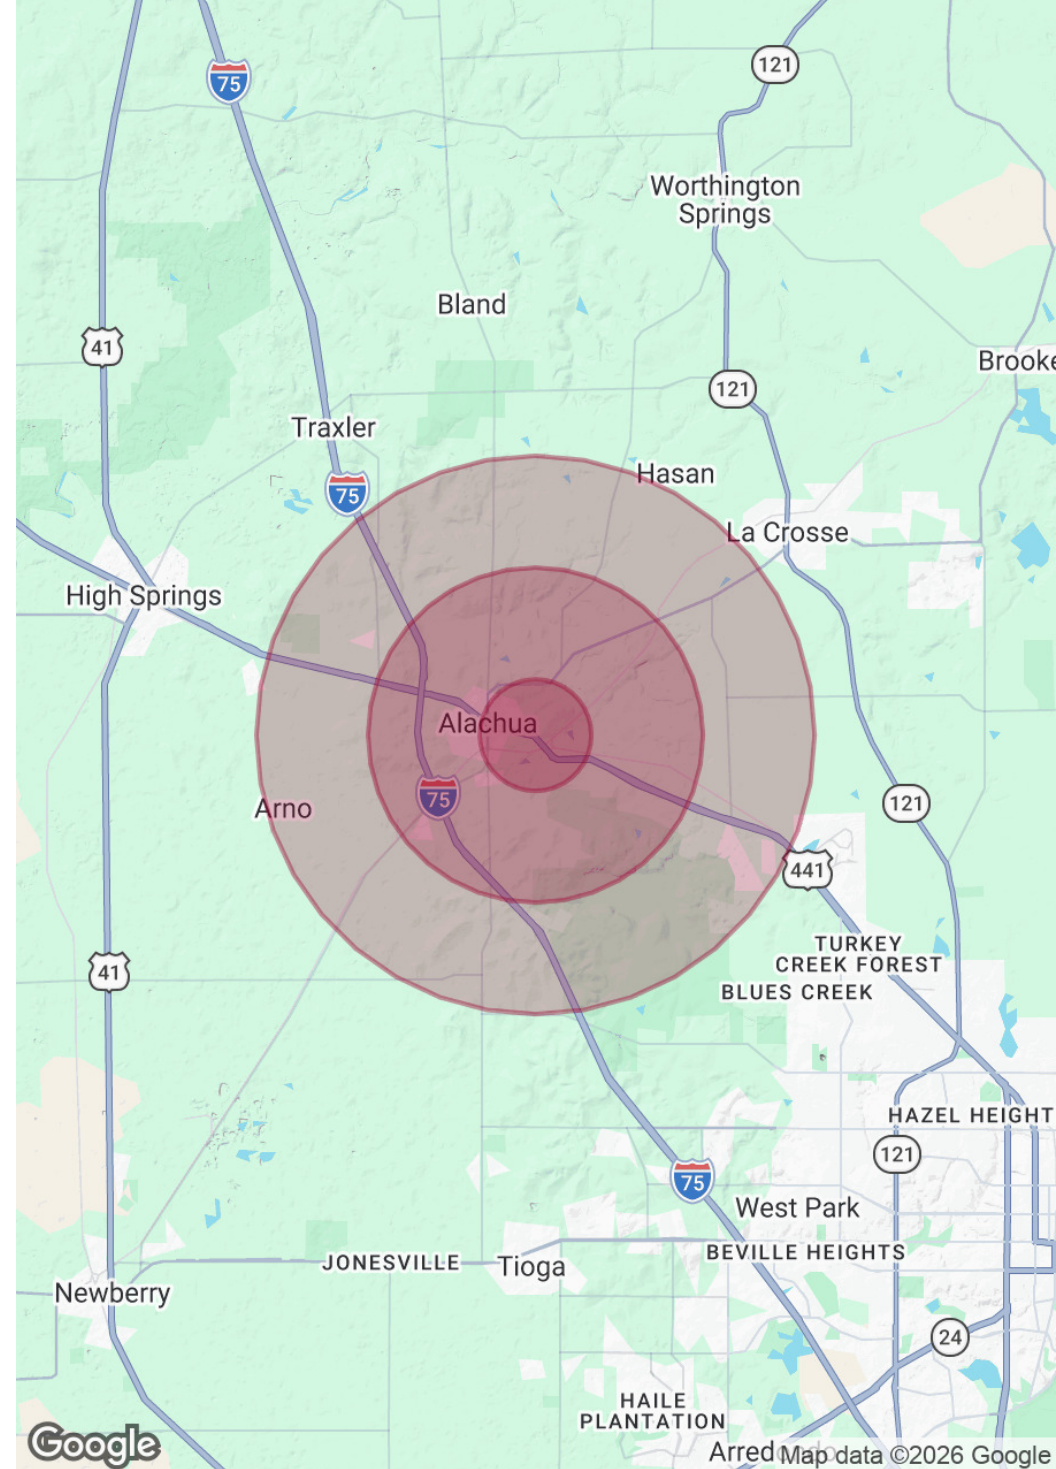 121
75
Worthington
Springs
Bland
41
Brooke
121
Traxler
Hasan
75
La Crosse
High Springs
Alachua
75
Arno
121
441
TURKEY
CREEK FOREST
41
BLUES CREEK
HAZEL HEIGHT
121
75
West Park
BEVILLE HEIGHTS
JONESVILLE
Tioga
Newberry
24
HAILE
PLANTATION
Google
Arredondo
Map data ©2026 Google